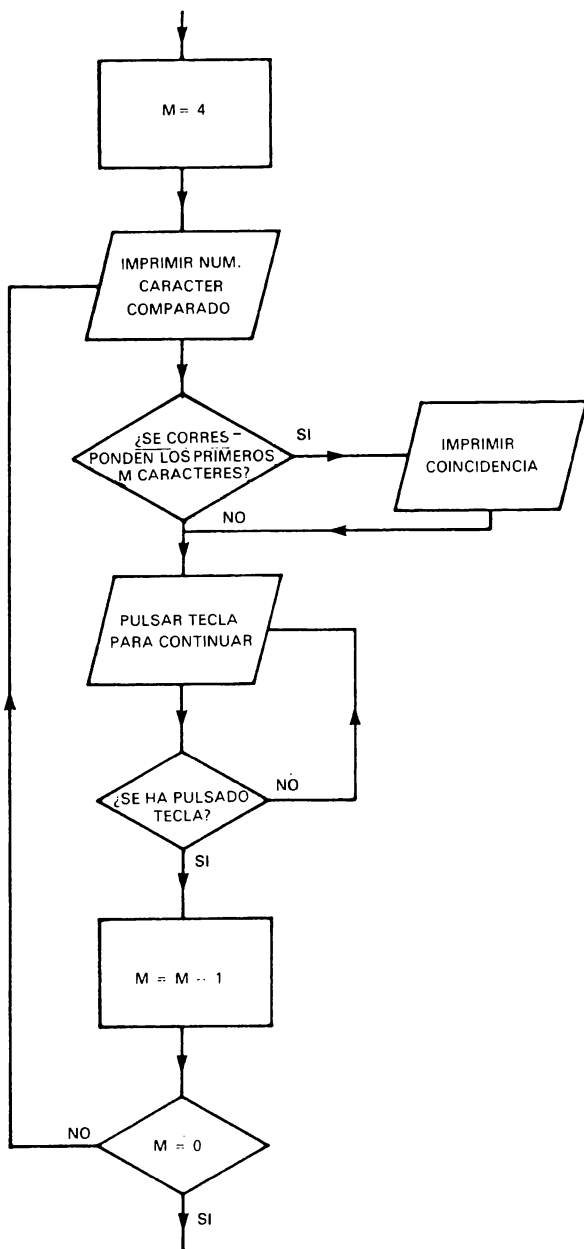 M = 4
IMPRIMIR NUM.
CARACTER
COMPARADO
¿SE CORRES -
PONDEN LOS PRIMEROS
M CARACTERES?
SI
IMPRIMIR
COINCIDENCIA
NO
PULSAR TECLA
PARA CONTINUAR
¿SE HA PULSADO
TECLA?
NO
SI
M = M - 1
M = 0
NO
SI